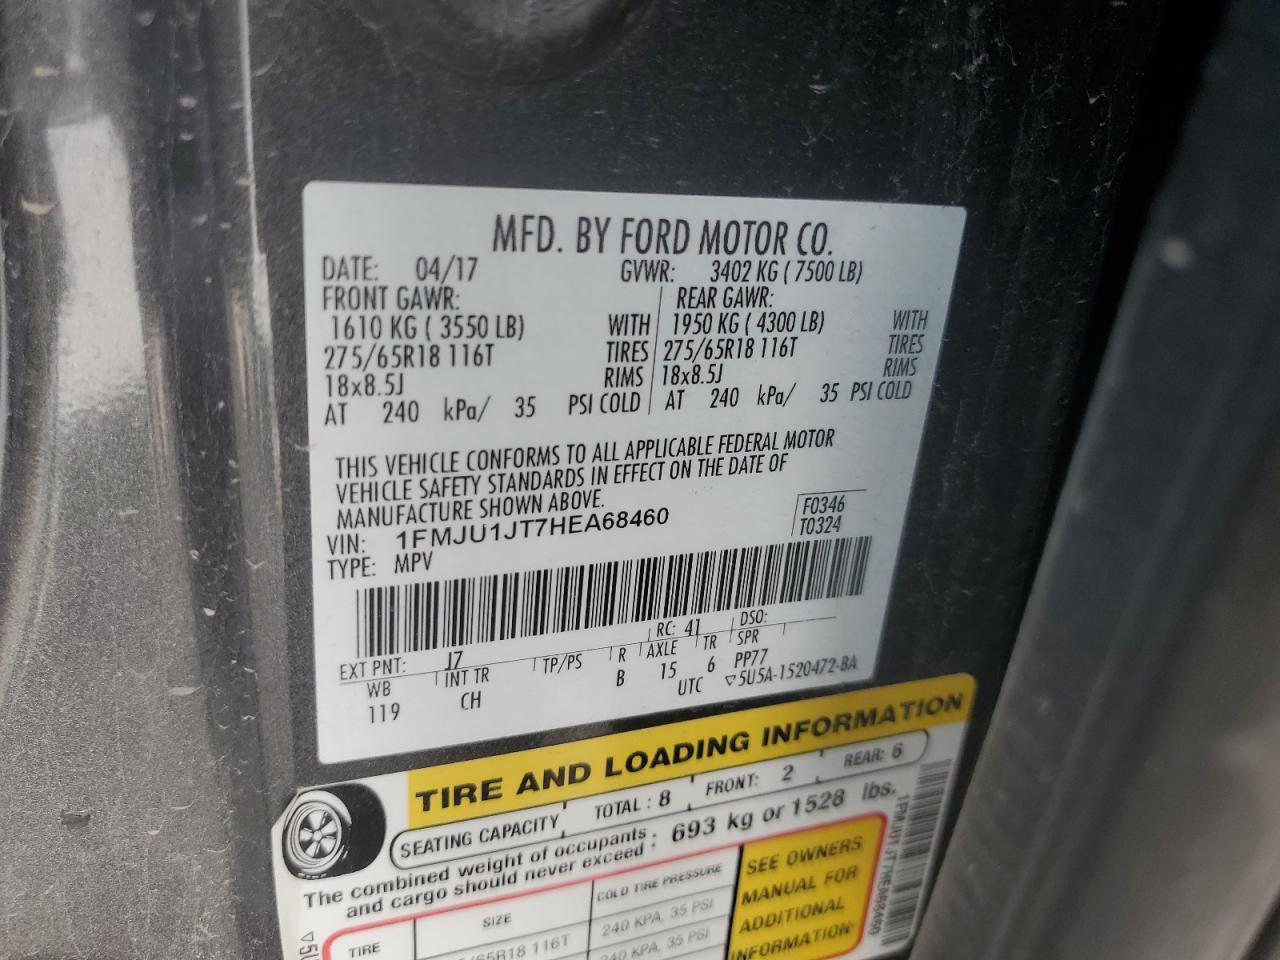 MFD. BY FORD MOTOR CO.
DATE: 04/17 GVWR: 3402 KG ( 7500 LB)
FRONT GAWR: REAR GAWR:
1610 KG ( 3550 LB) WITH 1950 KG ( 4300 LB) WITH
275/65R18 116T TIRES 275/65R18 116T TIRES
18x8.5J RIMS 18x8.5J RIMS
AT 240 kPa/ 35 PSI COLD AT 240 kPa/ 35 PSI COLD
THIS VEHICLE CONFORMS TO ALL APPLICABLE FEDERAL MOTOR
VEHICLE SAFETY STANDARDS IN EFFECT ON THE DATE OF
MANUFACTURE SHOWN ABOVE.
VIN: 1FMJU1JT7HEA68460 F0346
TYPE: MPV T0324
EXT PNT: J7 RC: 41 DSO:
WB INT TR TP/PS R AXLE TR SPR
119 CH B 15 6 PP77
UTC ▽5U5A-1520472-BA
TIRE AND LOADING INFORMATION
SEATING CAPACITY TOTAL : 8 FRONT: 2 REAR: 6
The combined weight of occupants : 693 kg or 1528 lbs.
and cargo should never exceed :
TIRE SIZE COLD TIRE PRESSURE
/65R18 116T 240 KPA, 35 PSI
240 KPA, 35 PSI
SEE OWNERS
MANUAL FOR
ADDITIONAL
INFORMATION
1FMJU1JT7HEA68460